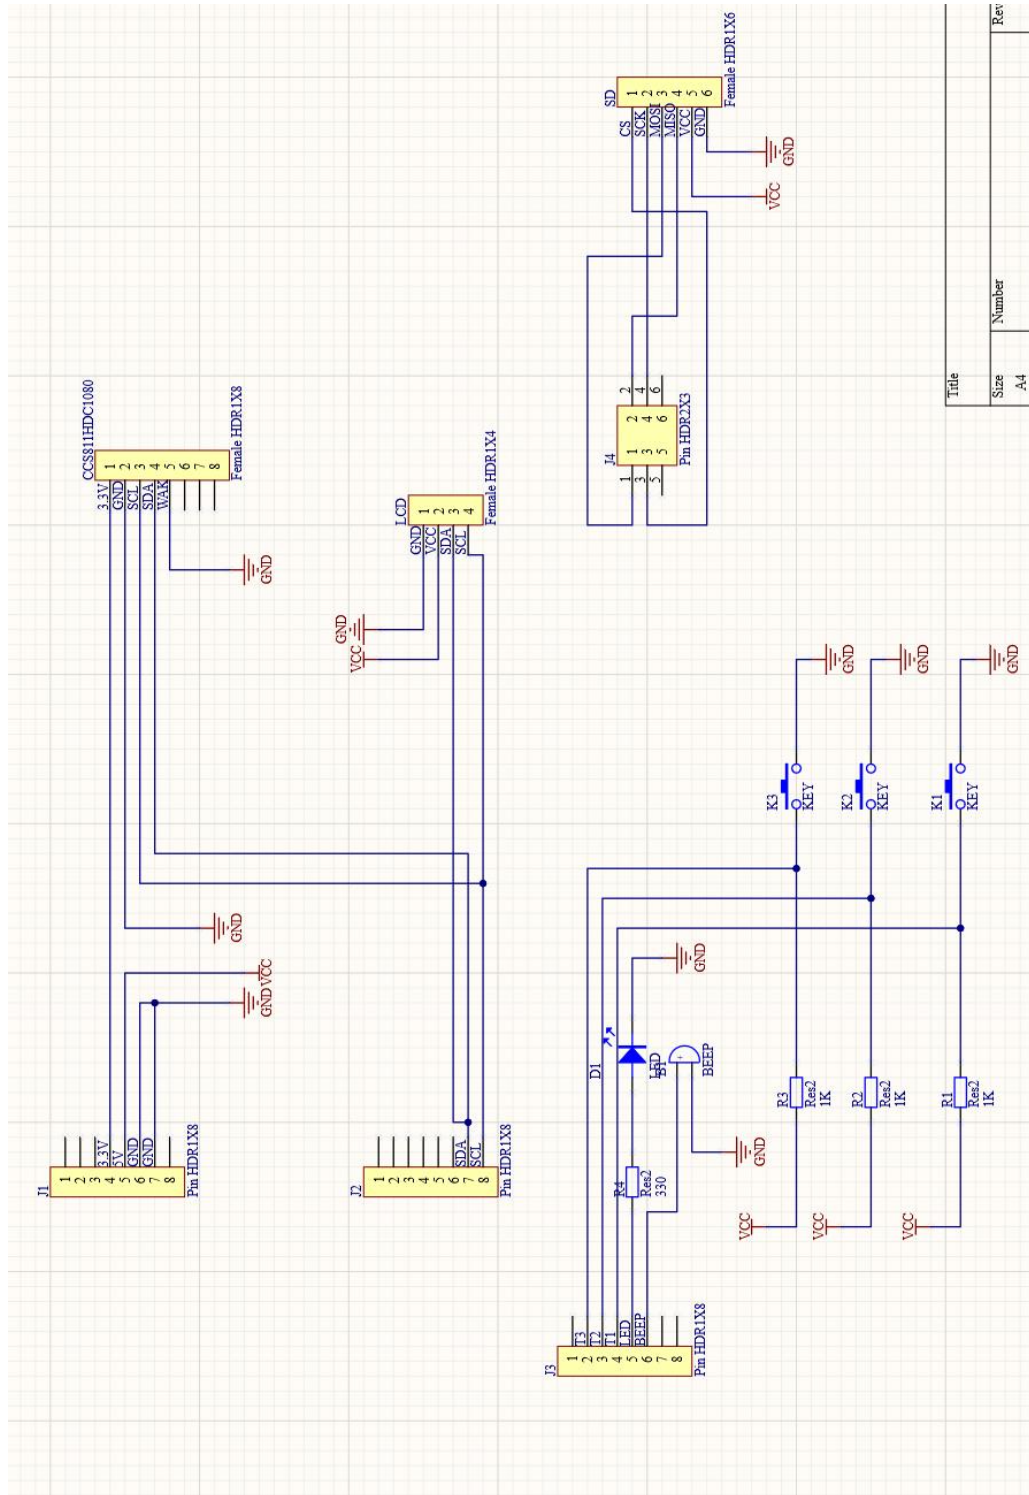 Title
Size
A4
Number
Rev
SD
1
2
3
4
5
6
CS
SCK
MOSI
MISO
VCC
GND
Female HDR1X6
GND
VCC
J4
1
3
5
1
3
5
2
4
6
2
4
6
Pin HDR2X3
CCS811HDC1080
1
2
3
4
5
6
7
8
3.3V
GND
SCL
SDA
WAK
Female HDR1X8
GND
LCD
1
2
3
4
GND
VCC
SDA
SCL
Female HDR1X4
GND
VCC
GND
VCC
GND
J1
1
2
3
4
5
6
7
8
3.3V
5V
GND
GND
Pin HDR1X8
J2
1
2
3
4
5
6
7
8
SDA
SCL
Pin HDR1X8
K3
KEY
GND
K2
KEY
GND
K1
KEY
GND
D1
LED
GND
BEEP
GND
R4
Res2
330
R3
Res2
1K
R2
Res2
1K
R1
Res2
1K
VCC
VCC
VCC
J3
1
2
3
4
5
6
7
8
T3
T2
T1
LED
BEEP
Pin HDR1X8